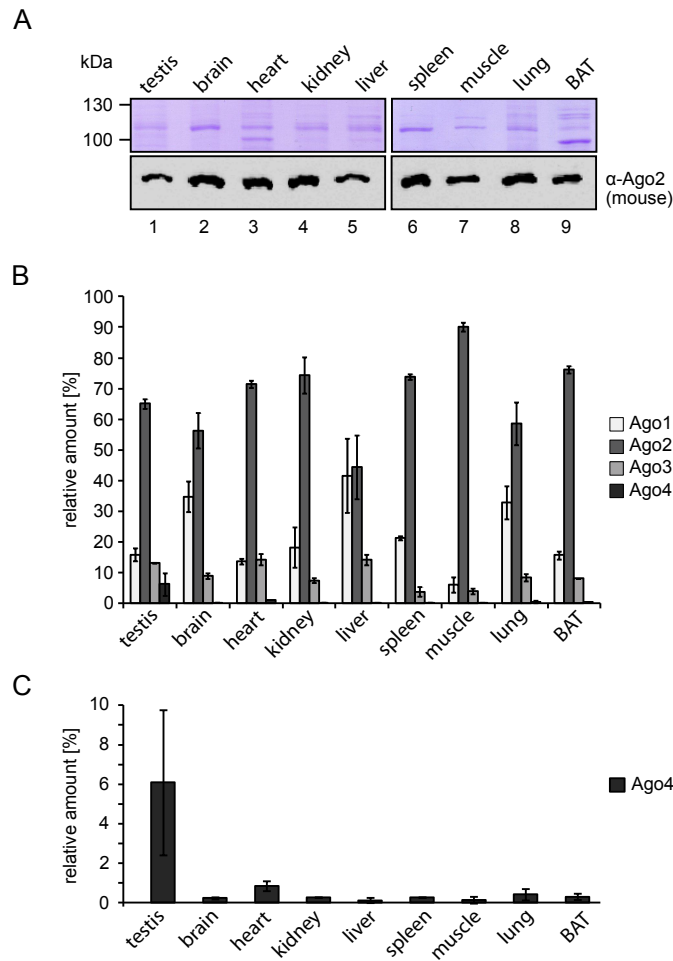 A
kDa
testis brain heart kidney liver spleen muscle lung BAT
130
100
α-Ago2
(mouse)
1 2 3 4 5 6 7 8 9
B
relative amount [%]
100
90
80
70
60
50
40
30
20
10
0
Ago1
Ago2
Ago3
Ago4
testis brain heart kidney liver spleen muscle lung BAT
C
relative amount [%]
10
8
6
4
2
0
Ago4
testis brain heart kidney liver spleen muscle lung BAT